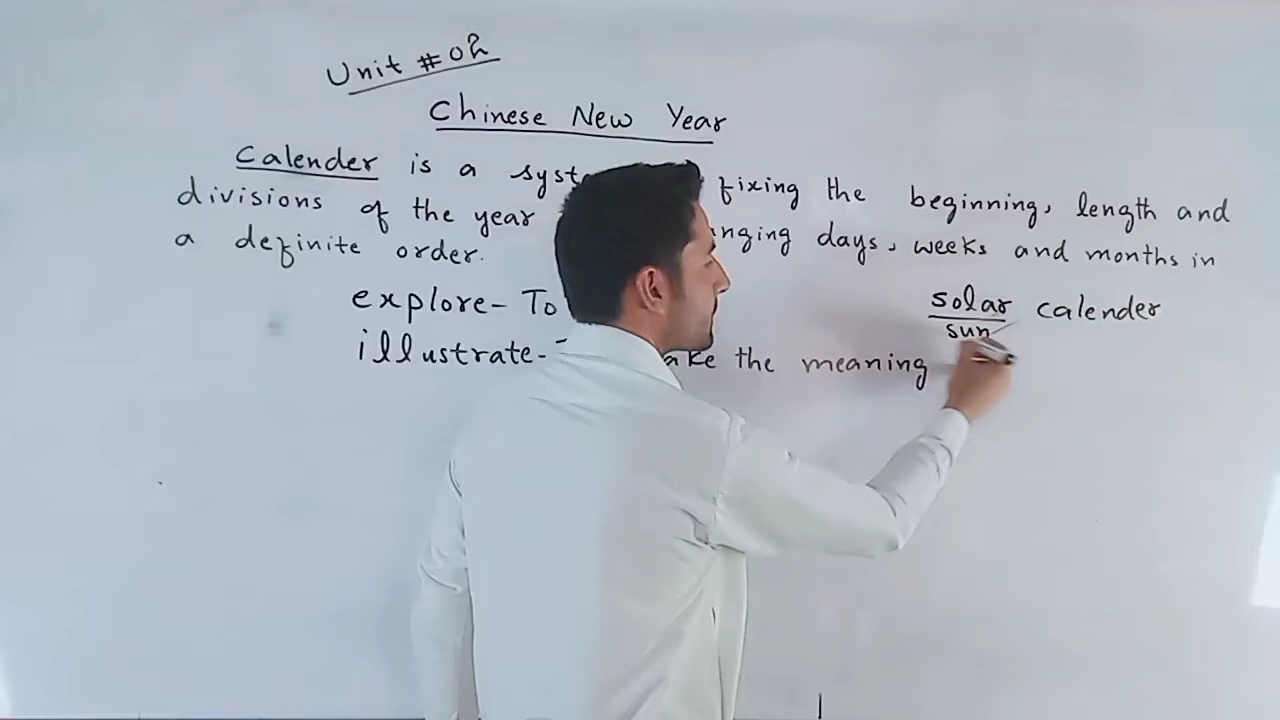 Unit #02
Chinese New Year
Calender is a syst fixing the beginning, length and
divisions of the year nging days, weeks and months in
a definite order.
explore- To solar calender
sun
illustrate- ake the meaning